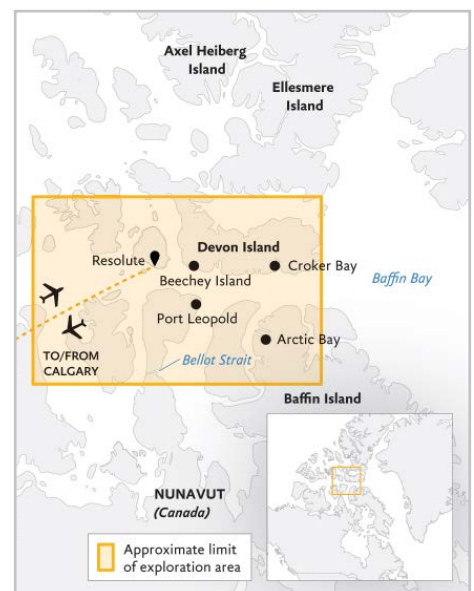 Axel Heiberg
Island
Ellesmere
Island
Devon Island
Resolute
Croker Bay
Beechey Island
Baffin Bay
Port Leopold
Arctic Bay
TO/FROM
CALGARY
Bellot Strait
Baffin Island
NUNAVUT
(Canada)
Approximate limit
of exploration area